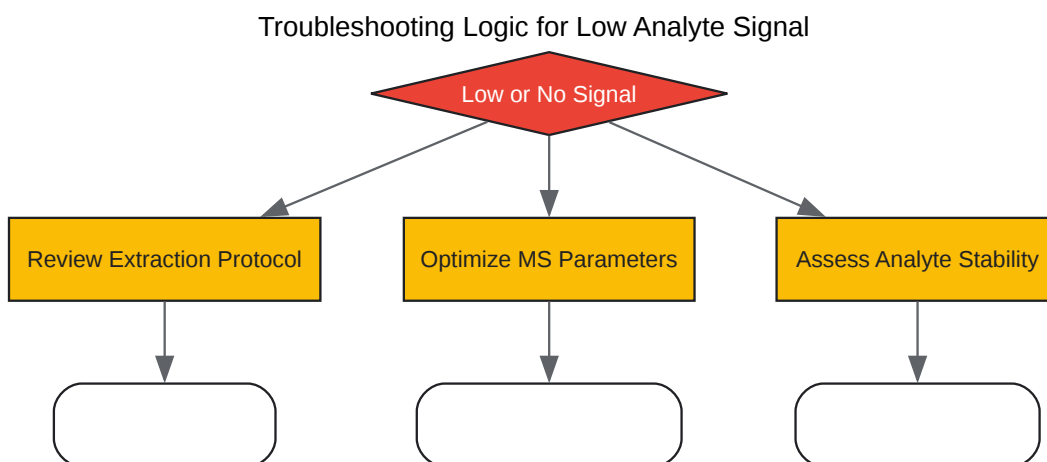 Troubleshooting Logic for Low Analyte Signal
Low or No Signal
Review Extraction Protocol
Optimize MS Parameters
Assess Analyte Stability